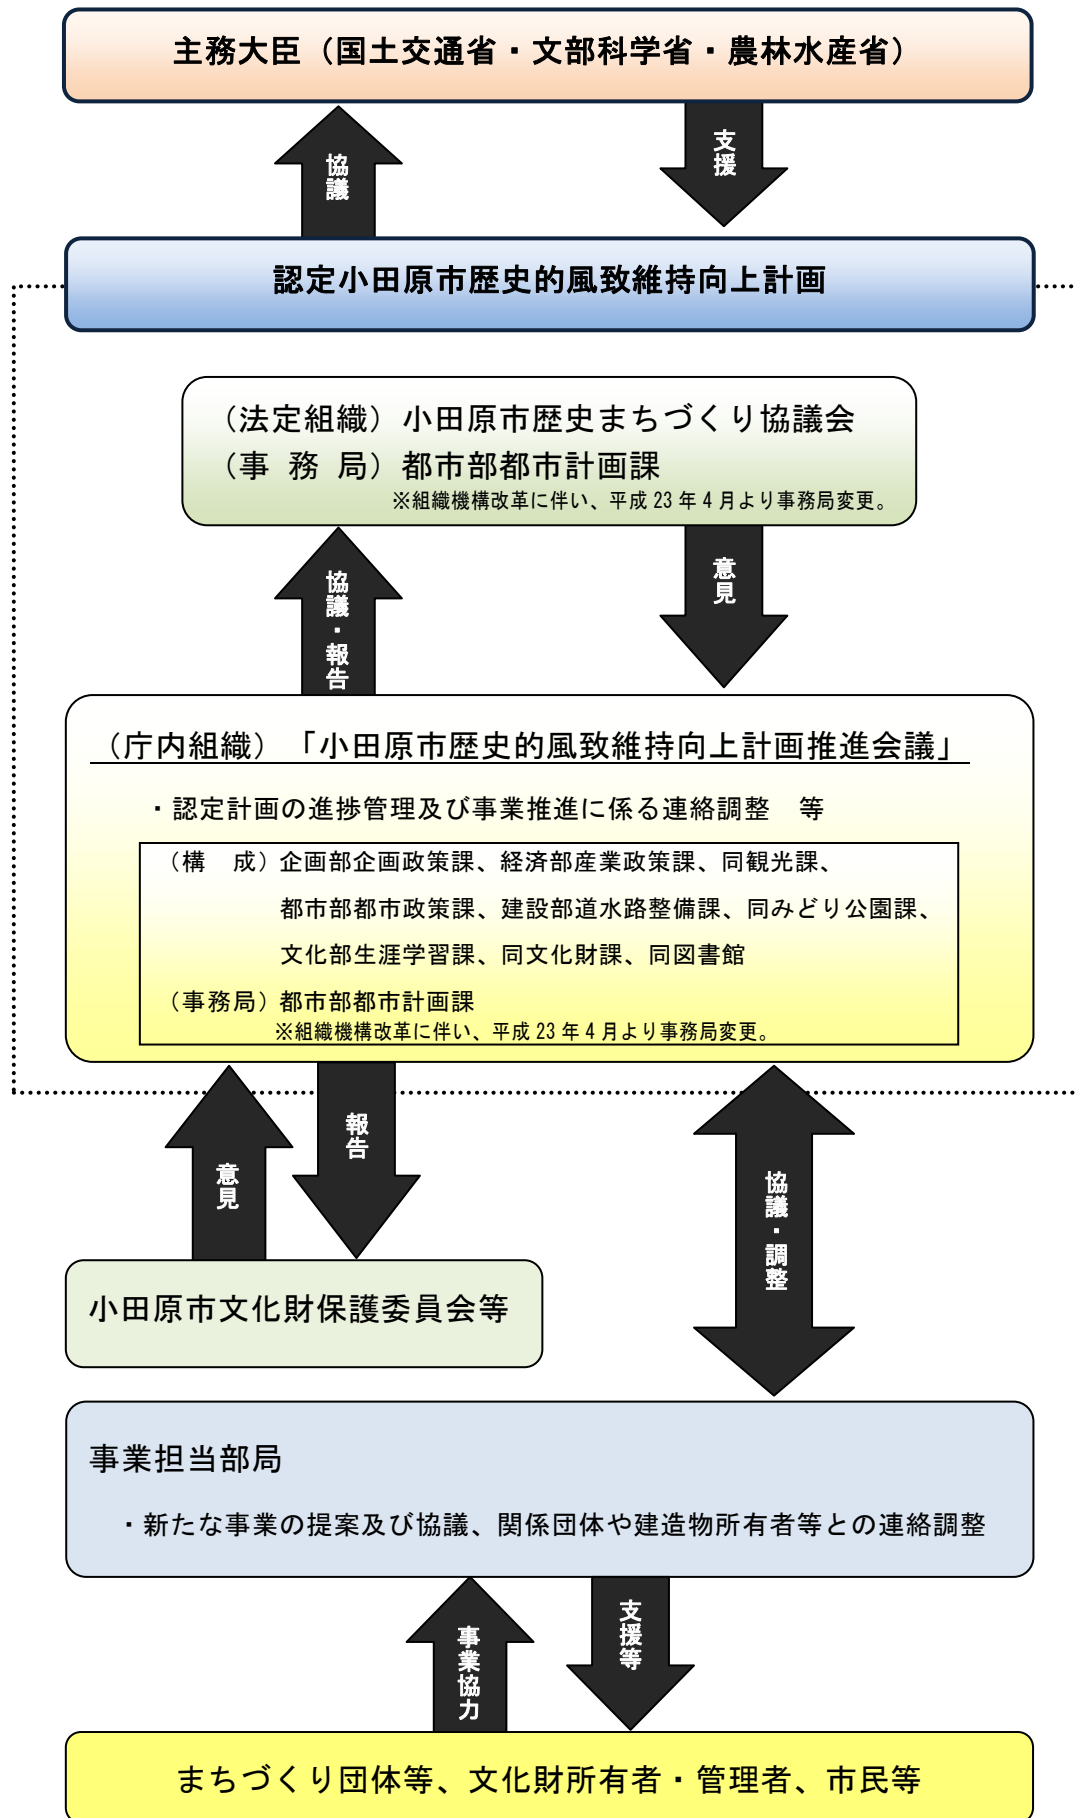 主務大臣（国土交通省・文部科学省・農林水産省）
協議
支援
認定小田原市歴史的風致維持向上計画
（法定組織）小田原市歴史まちづくり協議会
（事 務 局）都市部都市計画課
※組織機構改革に伴い、平成 23 年 4 月より事務局変更。
協議・報告
意見
（庁内組織）「小田原市歴史的風致維持向上計画推進会議」
・認定計画の進捗管理及び事業推進に係る連絡調整　等
（構　成）企画部企画政策課、経済部産業政策課、同観光課、
都市部都市政策課、建設部道水路整備課、同みどり公園課、
文化部生涯学習課、同文化財課、同図書館
（事務局）都市部都市計画課
※組織機構改革に伴い、平成 23 年 4 月より事務局変更。
意見
報告
協議・調整
小田原市文化財保護委員会等
事業担当部局
・新たな事業の提案及び協議、関係団体や建造物所有者等との連絡調整
事業協力
支援等
まちづくり団体等、文化財所有者・管理者、市民等